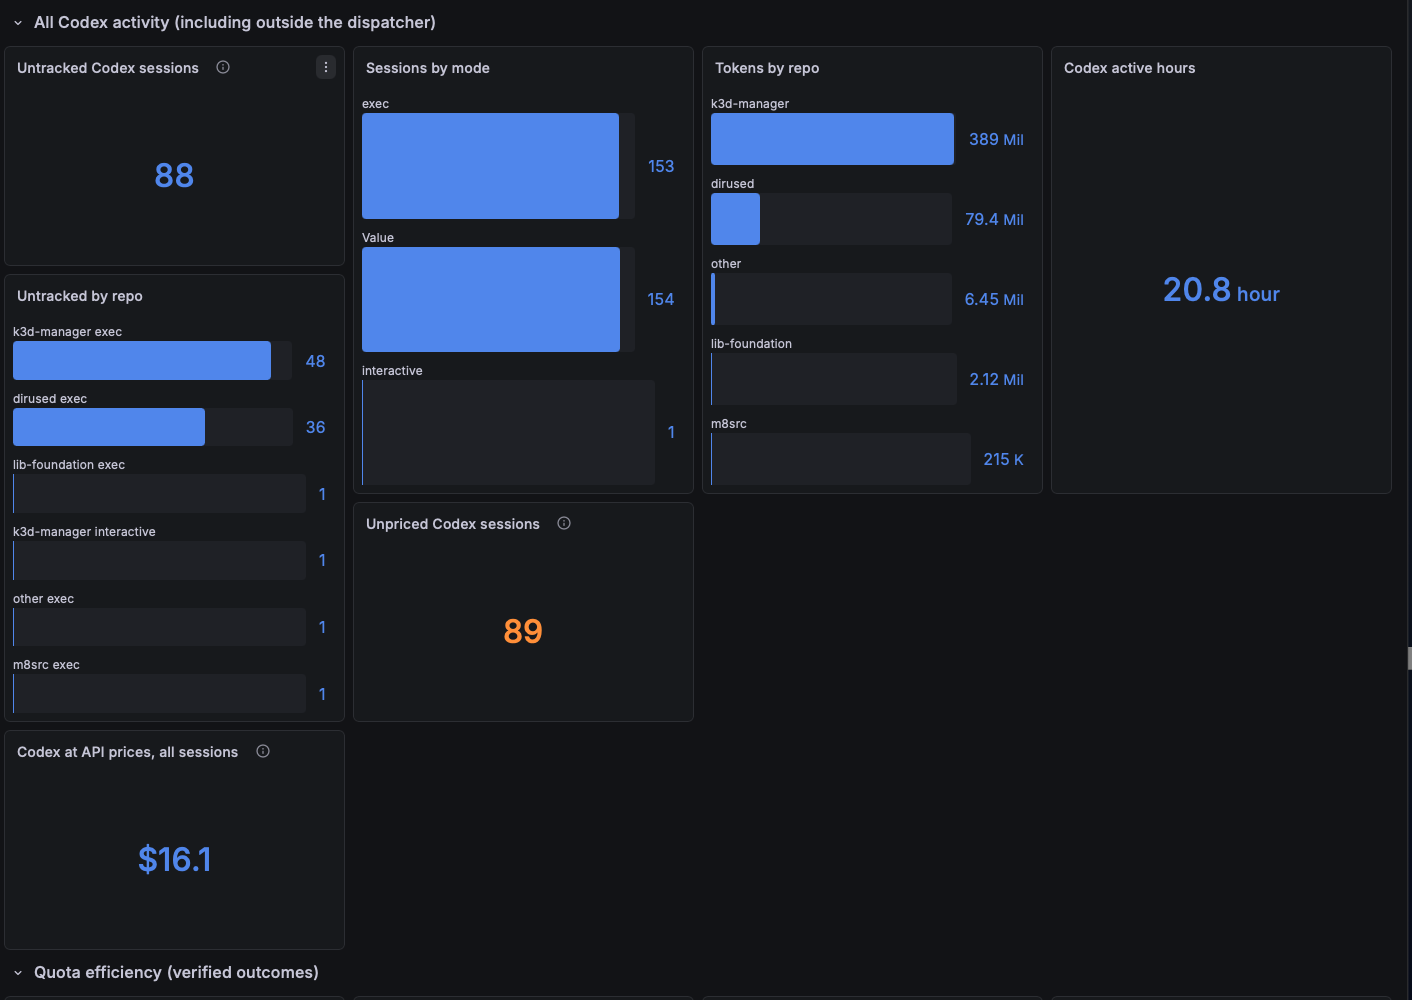 All Codex activity (including outside the dispatcher)
Untracked Codex sessions
88
Sessions by mode
exec
153
Value
154
interactive
1
Tokens by repo
k3d-manager
389 Mil
dirused
79.4 Mil
other
6.45 Mil
lib-foundation
2.12 Mil
m8src
215 K
Codex active hours
20.8 hour
Untracked by repo
k3d-manager exec
48
dirused exec
36
lib-foundation exec
1
k3d-manager interactive
1
other exec
1
m8src exec
1
Unpriced Codex sessions
89
Codex at API prices, all sessions
$16.1
Quota efficiency (verified outcomes)